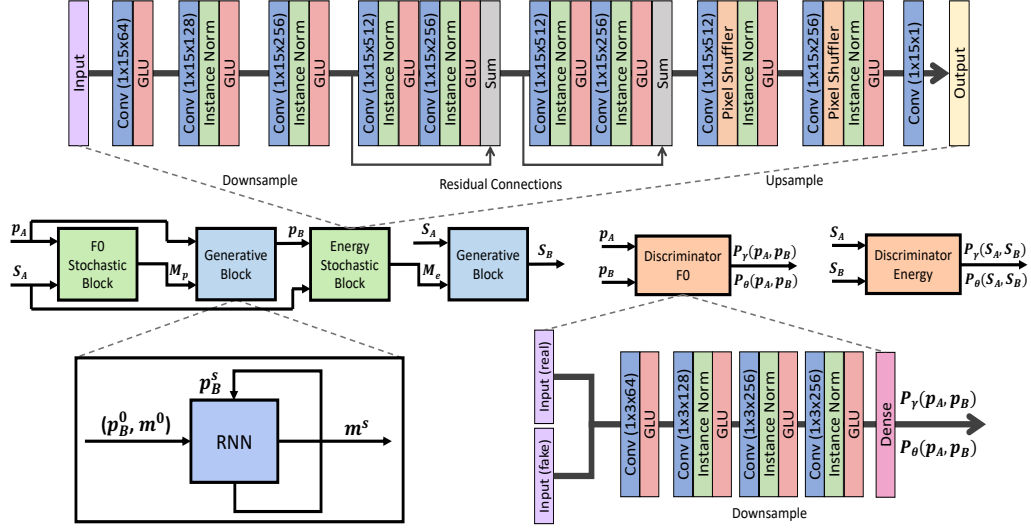 Input
Conv (1x15x64)
GLU
Conv (1x15x128)
Instance Norm
GLU
Conv (1x15x256)
Instance Norm
GLU
Conv (1x15x512)
Instance Norm
GLU
Conv (1x15x256)
Instance Norm
GLU
Sum
Conv (1x15x512)
Instance Norm
GLU
Conv (1x15x256)
Instance Norm
GLU
Sum
Conv (1x15x512)
Pixel Shuffler
Instance Norm
GLU
Conv (1x15x256)
Pixel Shuffler
Instance Norm
GLU
Conv (1x15x1)
Output
Downsample
Residual Connections
Upsample
p_A
S_A
F0
Stochastic
Block
M_p
Generative
Block
p_B
Energy
Stochastic
Block
S_A
M_e
Generative
Block
S_B
p_A
p_B
Discriminator
F0
P_γ(p_A, p_B)
P_θ(p_A, p_B)
S_A
S_B
Discriminator
Energy
P_γ(S_A, S_B)
P_θ(S_A, S_B)
p_B^s
(p_B^0, m^0)
RNN
m^s
Input (real)
Input (fake)
Conv (1x3x64)
GLU
Conv (1x3x128)
Instance Norm
GLU
Conv (1x3x256)
Instance Norm
GLU
Conv (1x3x256)
Instance Norm
GLU
Dense
P_γ(p_A, p_B)
P_θ(p_A, p_B)
Downsample